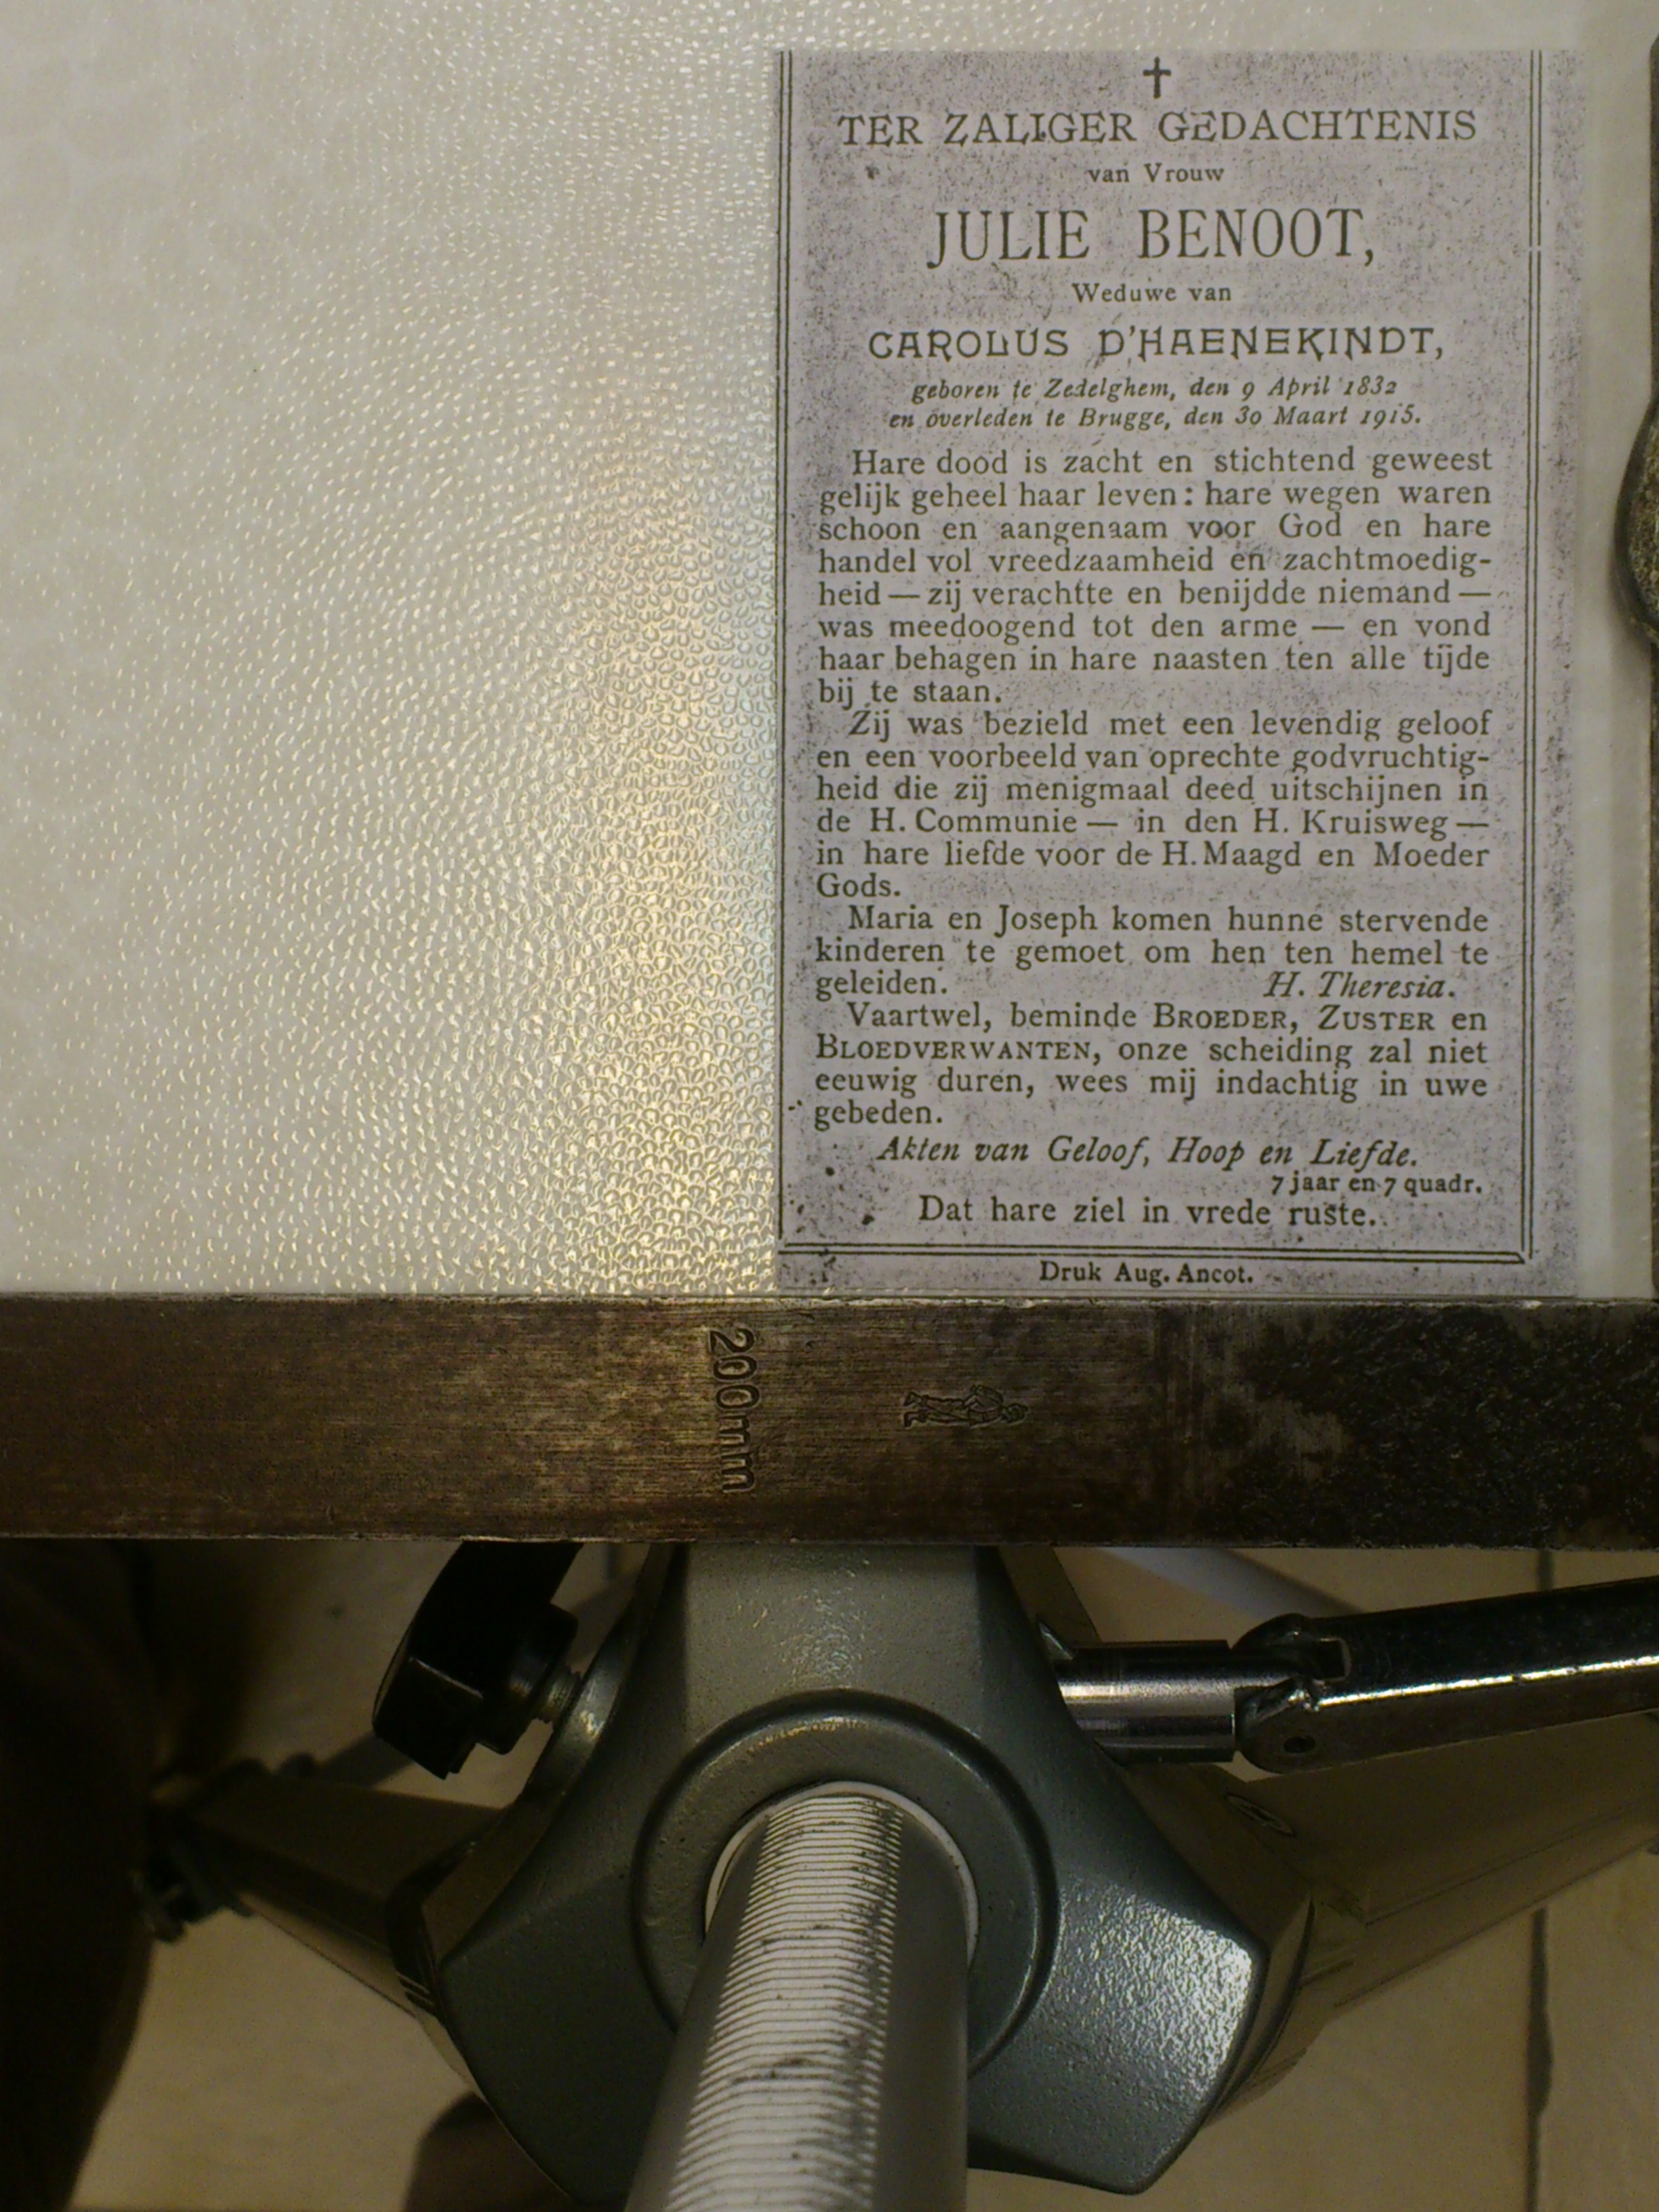 TER ZALIGER GEDACHTENIS
van Vrouw
JULIE BENOOT,
Weduwe van
CAROLUS D'HAENEKINDT,
geboren te Zedelghem, den 9 April 1832
en overleden te Brugge, den 30 Maart 1915.
Hare dood is zacht en stichtend geweest
gelijk geheel haar leven : hare wegen waren
schoon en aangenaam voor God en hare
handel vol vreedzaamheid en zachtmoedig-
heid — zij verachtte en benijdde niemand —
was meedoogend tot den arme — en vond
haar behagen in hare naasten ten alle tijde
bij te staan.
Zij was bezield met een levendig geloof
en een voorbeeld van oprechte godvruchtig-
heid die zij menigmaal deed uitschijnen in
de H. Communie — in den H. Kruisweg —
in hare liefde voor de H. Maagd en Moeder
Gods.
Maria en Joseph komen hunne stervende
kinderen te gemoet om hen ten hemel te
geleiden. H. Theresia.
Vaartwel, beminde BROEDER, ZUSTER en
BLOEDVERWANTEN, onze scheiding zal niet
eeuwig duren, wees mij indachtig in uwe
gebeden.
Akten van Geloof, Hoop en Liefde.
7 jaar en 7 quadr.
Dat hare ziel in vrede ruste.
Druk Aug. Ancot.
200mm